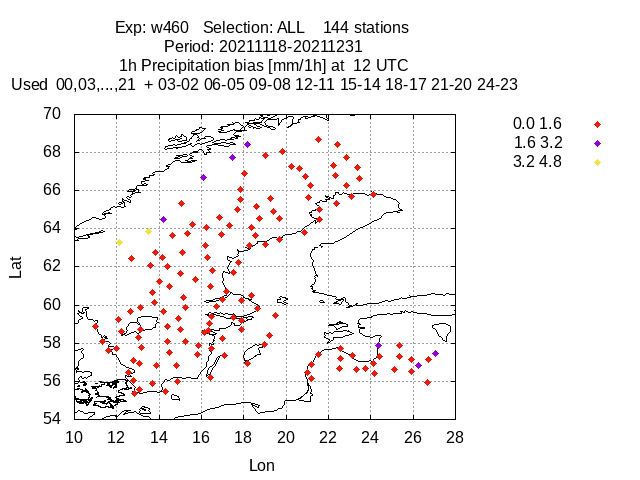 Exp: w460   Selection: ALL    144 stations
Period: 20211118-20211231
1h Precipitation bias [mm/1h] at  12 UTC
Used  00,03,...,21  + 03-02 06-05 09-08 12-11 15-14 18-17 21-20 24-23
0.0 1.6
1.6 3.2
3.2 4.8
70
68
66
64
62
60
58
56
54
Lat
10 12 14 16 18 20 22 24 26 28
Lon